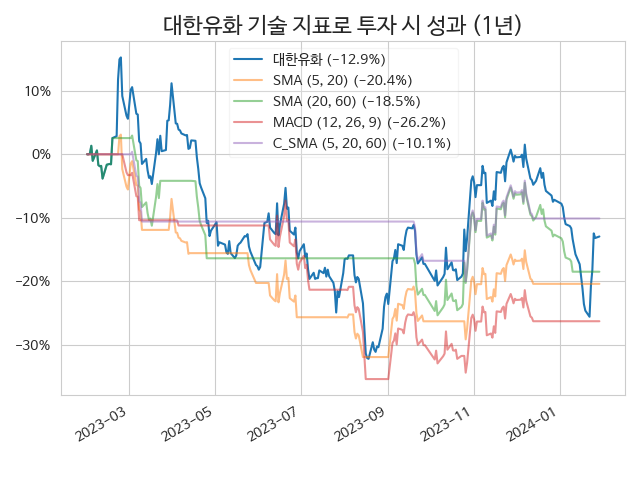 대한유화 기술 지표로 투자 시 성과 (1년)
대한유화 (−12.9%)
SMA (5, 20) (−20.4%)
SMA (20, 60) (−18.5%)
MACD (12, 26, 9) (−26.2%)
C_SMA (5, 20, 60) (−10.1%)
10%
0%
−10%
−20%
−30%
2023−03
2023−05
2023−07
2023−09
2023−11
2024−01